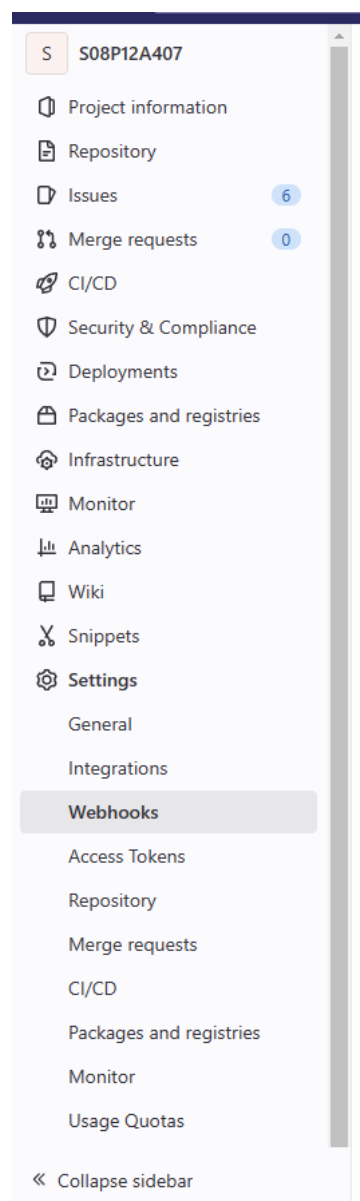 S S08P12A407
Project information
Repository
Issues 6
Merge requests 0
CI/CD
Security & Compliance
Deployments
Packages and registries
Infrastructure
Monitor
Analytics
Wiki
Snippets
Settings
General
Integrations
Webhooks
Access Tokens
Repository
Merge requests
CI/CD
Packages and registries
Monitor
Usage Quotas
Collapse sidebar